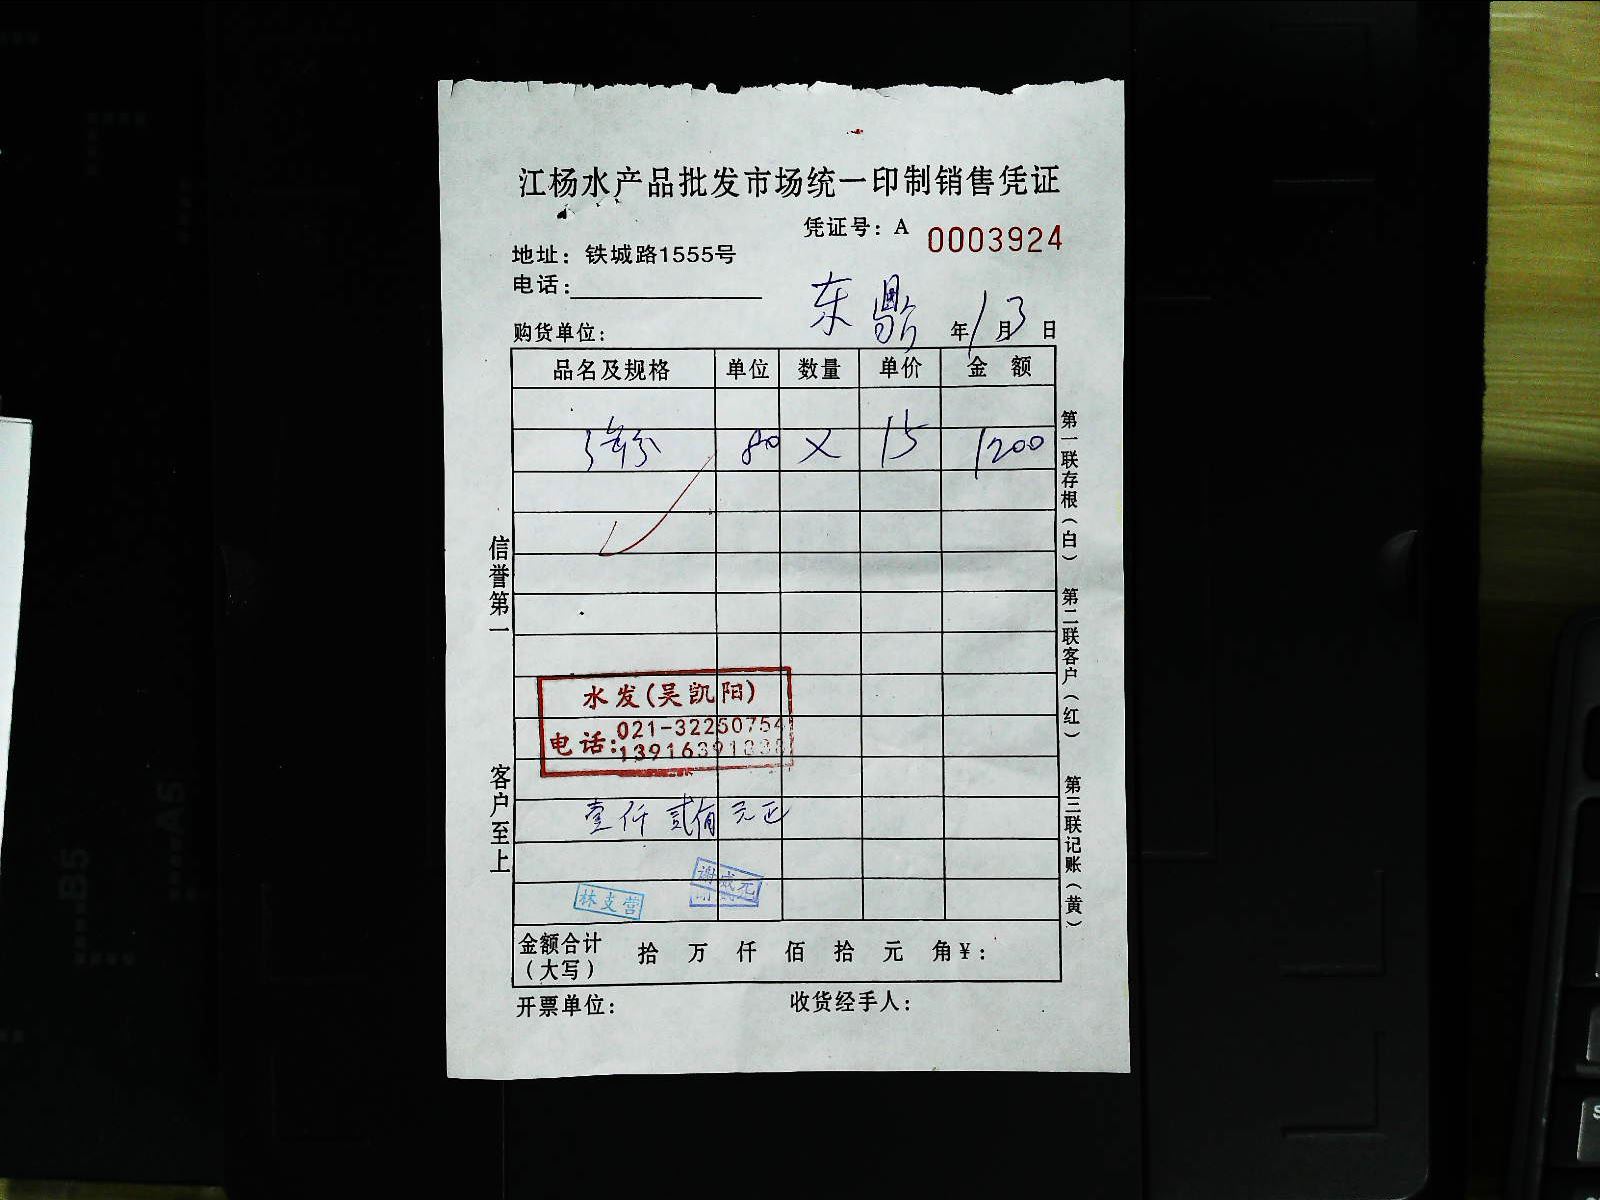 江杨水产品批发市场统一印制销售凭证
凭证号：A 0003924
地址：铁城路1555号
电话：
东鼎
购货单位： 年1月3日
品名及规格 单位 数量 单价 金 额
80 × 15 1200
水发(吴凯阳)
电话：021-32250754
壹仟贰佰元正
林支营
金额合计 拾 万 仟 佰 拾 元 角¥：
（大写）
开票单位： 收货经手人：
信誉第一
客户至上
第一联存根（白）
第二联客户（红）
第三联记账（黄）
B5
A5